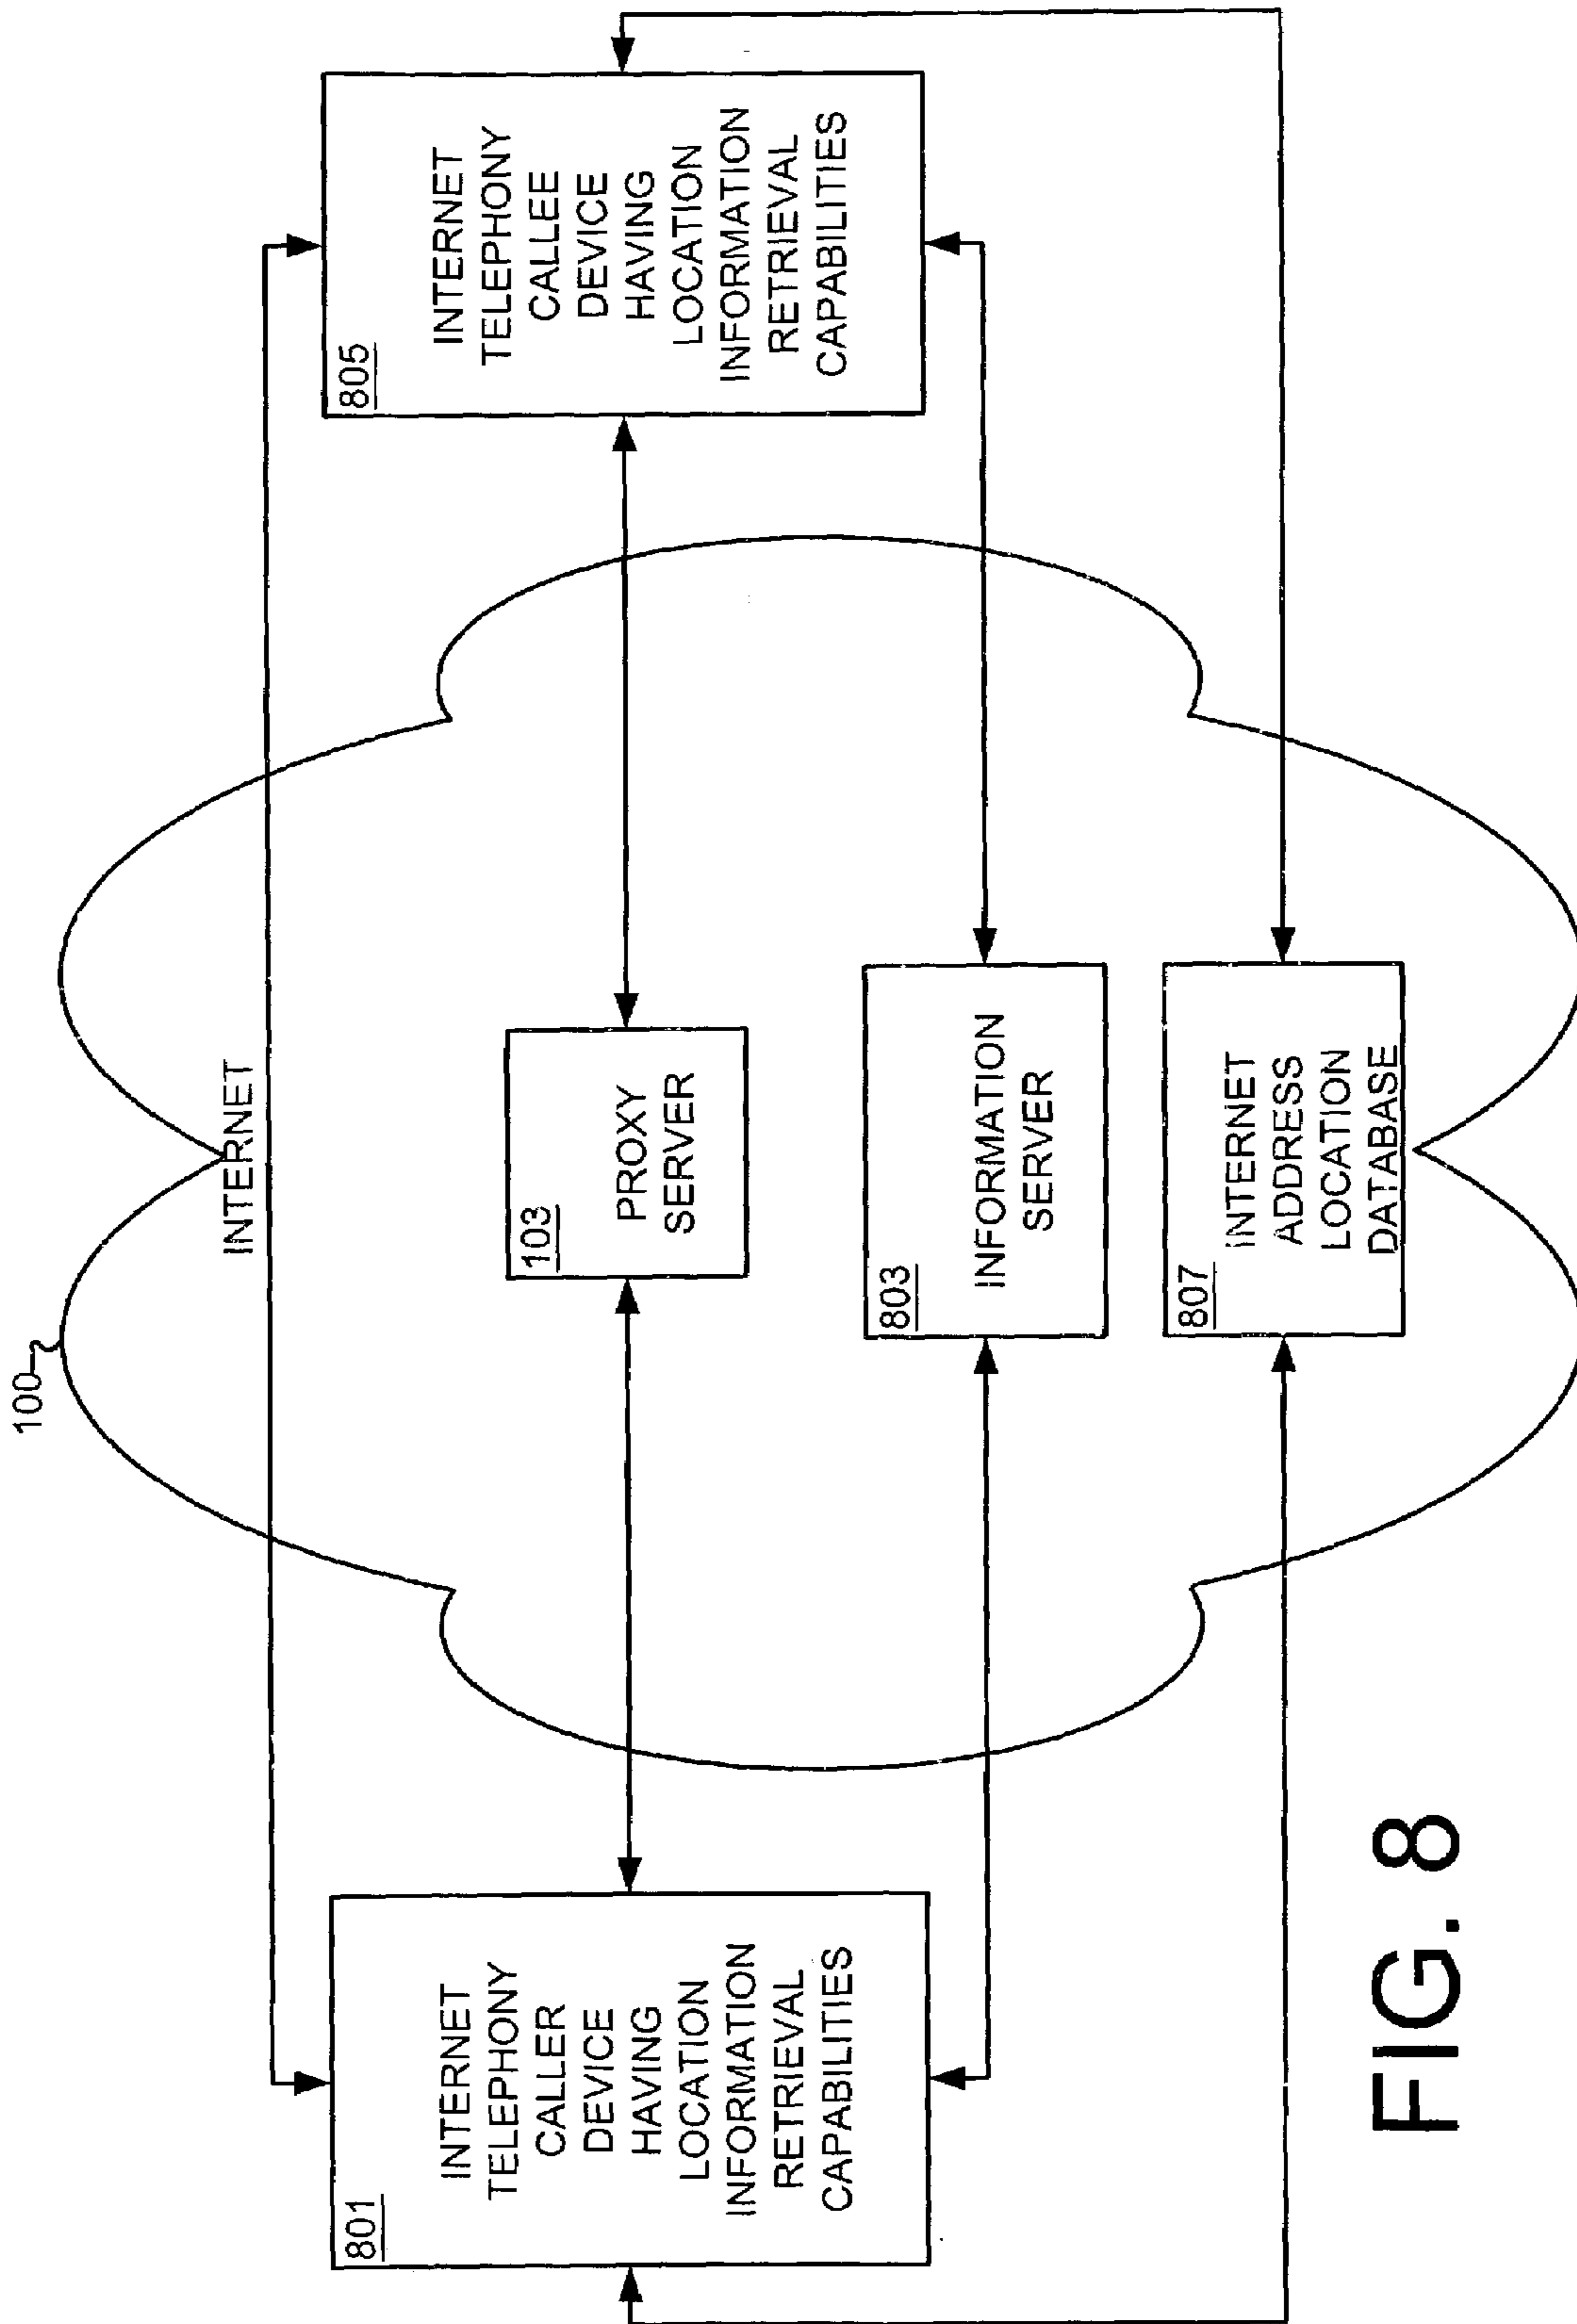 100
INTERNET
801
INTERNET
TELEPHONY
CALLER
DEVICE
HAVING
LOCATION
INFORMATION
RETRIEVAL
CAPABILITIES
103
PROXY
SERVER
803
INFORMATION
SERVER
807
INTERNET
ADDRESS
LOCATION
DATABASE
805
INTERNET
TELEPHONY
CALLEE
DEVICE
HAVING
LOCATION
INFORMATION
RETRIEVAL
CAPABILITIES
FIG. 8